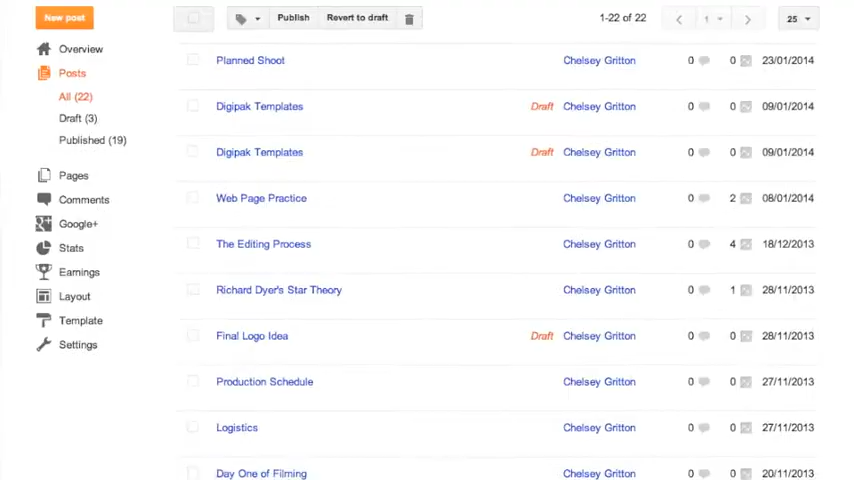 New post
Publish Revert to draft 1-22 of 22 1 25
Overview
Posts
All (22)
Draft (3)
Published (19)
Pages
Comments
Google+
Stats
Earnings
Layout
Template
Settings
Planned Shoot Chelsey Gritton 0 0 23/01/2014
Digipak Templates Draft Chelsey Gritton 0 0 09/01/2014
Digipak Templates Draft Chelsey Gritton 0 0 09/01/2014
Web Page Practice Chelsey Gritton 0 2 08/01/2014
The Editing Process Chelsey Gritton 0 4 18/12/2013
Richard Dyer's Star Theory Chelsey Gritton 0 1 28/11/2013
Final Logo Idea Draft Chelsey Gritton 0 0 28/11/2013
Production Schedule Chelsey Gritton 0 0 27/11/2013
Logistics Chelsey Gritton 0 0 27/11/2013
Day One of Filming Chelsey Gritton 0 0 20/11/2013